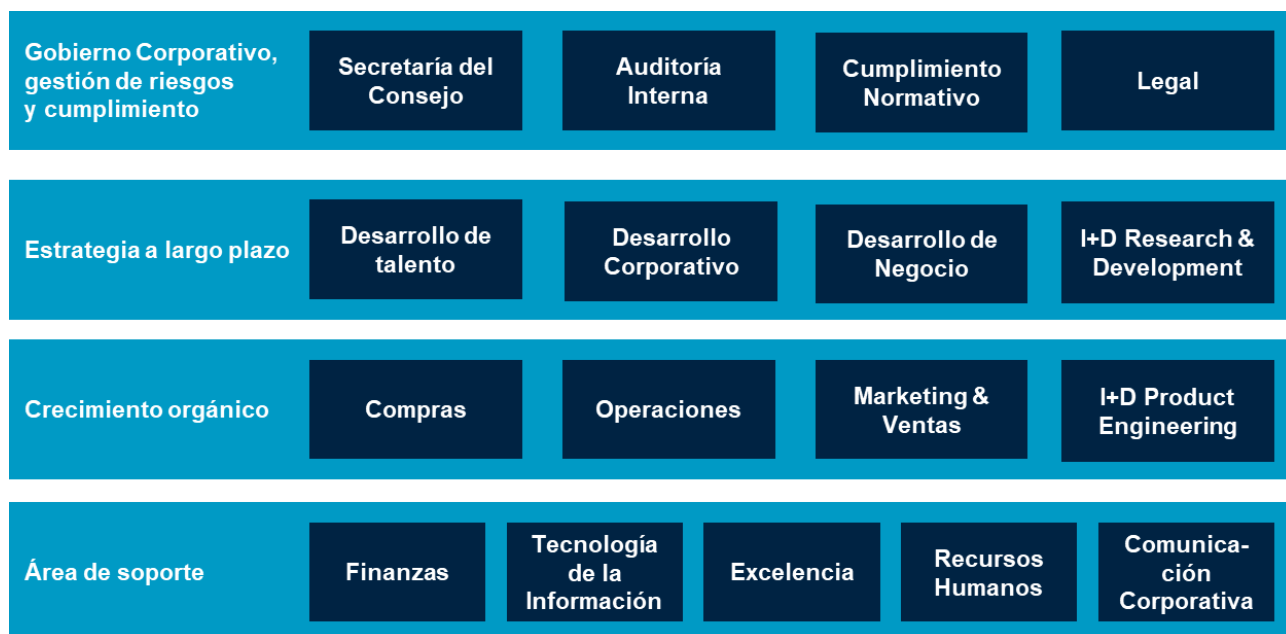 Gobierno Corporativo,
gestión de riesgos
y cumplimiento
Secretaría del
Consejo
Auditoría
Interna
Cumplimiento
Normativo
Legal
Estrategia a largo plazo
Desarrollo de
talento
Desarrollo
Corporativo
Desarrollo de
Negocio
I+D Research &
Development
Crecimiento orgánico
Compras
Operaciones
Marketing &
Ventas
I+D Product
Engineering
Área de soporte
Finanzas
Tecnología
de la
Información
Excelencia
Recursos
Humanos
Comunica-
ción
Corporativa